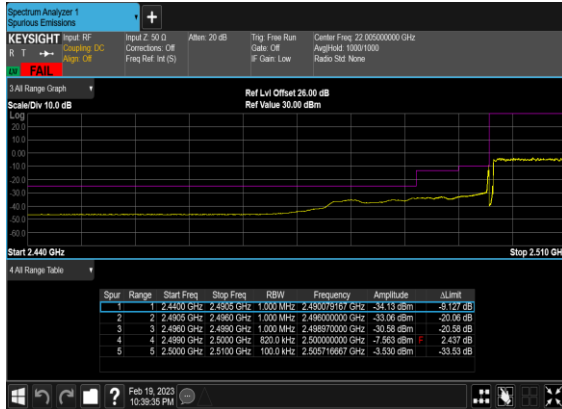 Spectrum Analyzer 1
Spurious Emissions
+
KEYSIGHT Input: RF Input Z: 50 Ω Atten: 20 dB Trig: Free Run Center Freq: 22.005000000 GHz
R T Coupling: DC Corrections: Off Gate: Off Avg|Hold: 1000/1000
Align: Off Freq Ref: Int (S) IF Gain: Low Radio Std: None
LV FAIL
3 All Range Graph
Ref Lvl Offset 26.00 dB
Scale/Div 10.0 dB Ref Value 30.00 dBm
Log
20.0
10.0
0.00
-10.0
-20.0
-30.0
-40.0
-50.0
-60.0
Start 2.440 GHz Stop 2.510 GH
4 All Range Table
Spur Range Start Freq Stop Freq RBW Frequency Amplitude ΔLimit
1 1 2.4400 GHz 2.4905 GHz 1.000 MHz 2.490079167 GHz -34.13 dBm -9.127 dB
2 2 2.4905 GHz 2.4960 GHz 1.000 MHz 2.496000000 GHz -33.06 dBm -20.06 dB
3 3 2.4960 GHz 2.4990 GHz 1.000 MHz 2.498970000 GHz -30.58 dBm -20.58 dB
4 4 2.4990 GHz 2.5000 GHz 820.0 kHz 2.500000000 GHz -7.563 dBm F 2.437 dB
5 5 2.5000 GHz 2.5100 GHz 100.0 kHz 2.505716667 GHz -3.530 dBm -33.53 dB
? Feb 19, 2023
10:39:35 PM